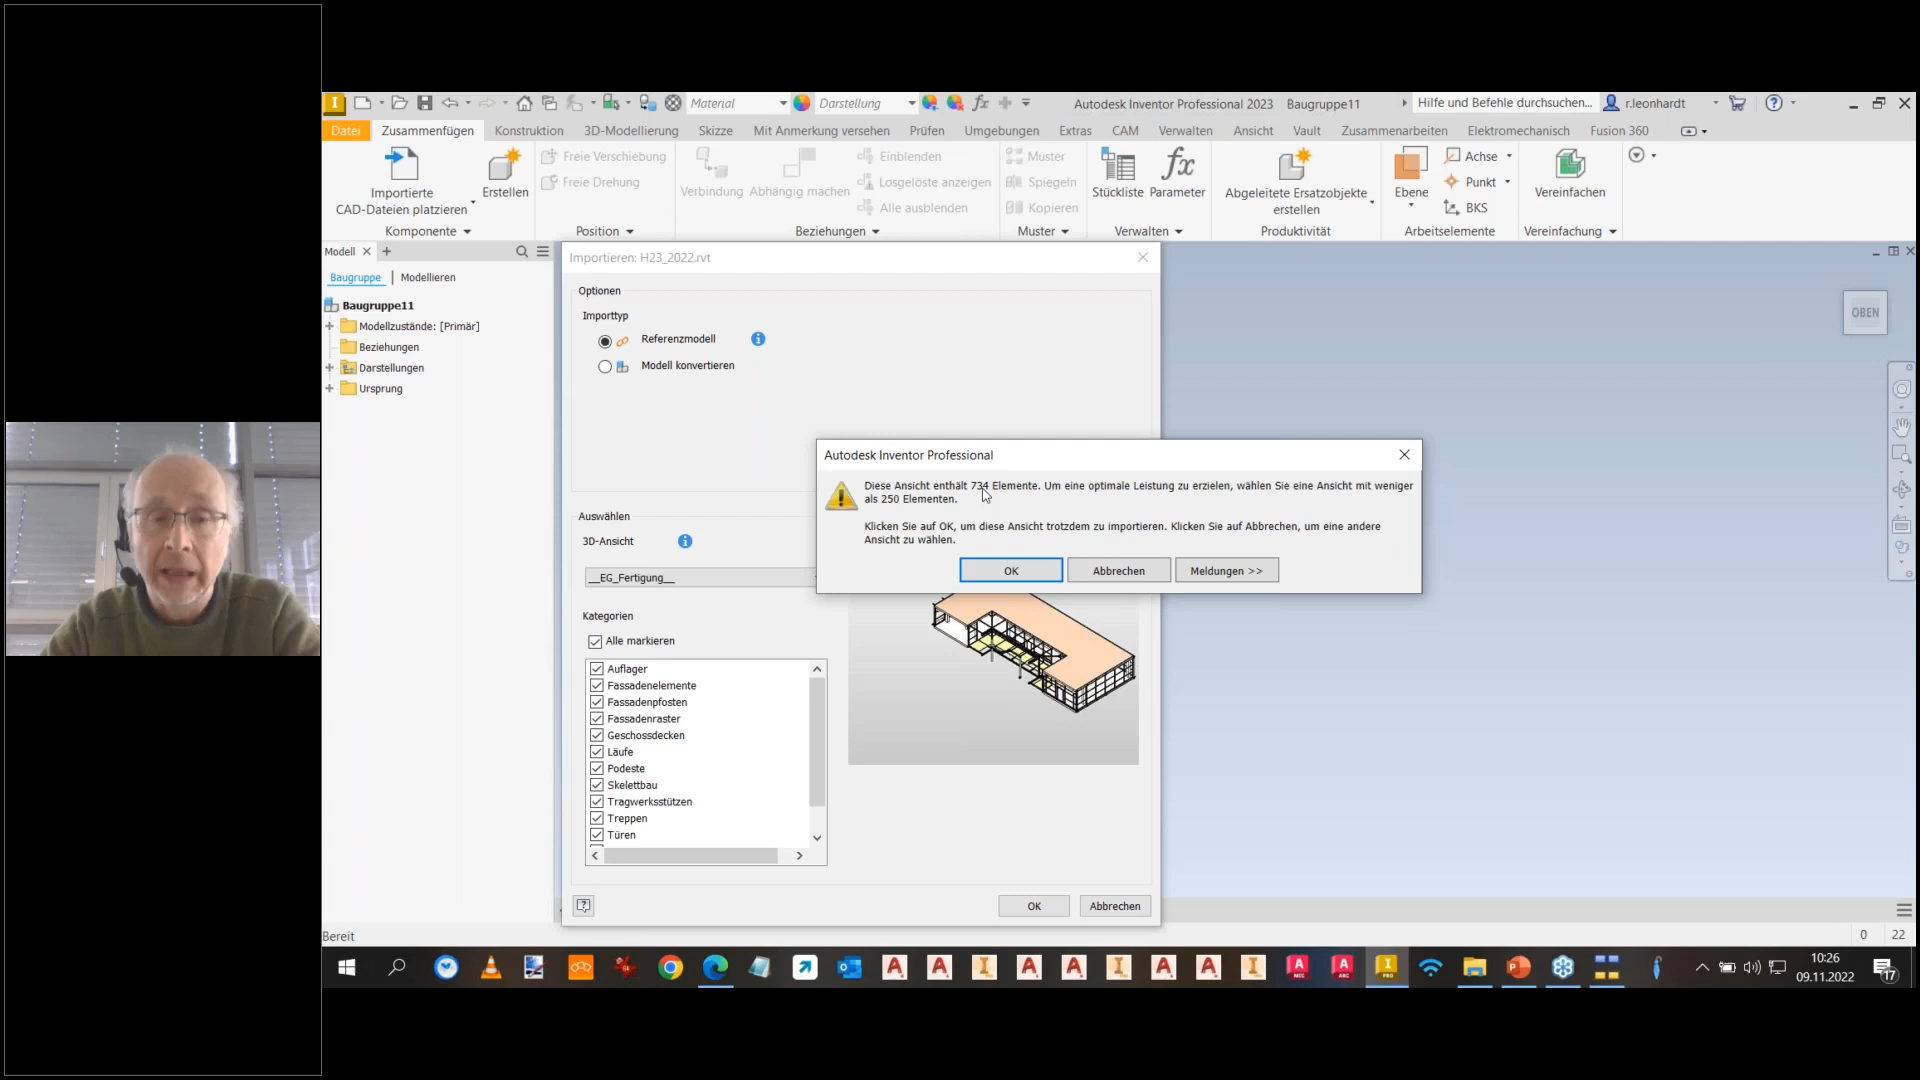 Material
Darstellung
Autodesk Inventor Professional 2023 Baugruppe11
Hilfe und Befehle durchsuchen...
r.leonhardt
Datei Zusammenfügen Konstruktion 3D-Modellierung Skizze Mit Anmerkung versehen Prüfen Umgebungen Extras CAM Verwalten Ansicht Vault Zusammenarbeiten Elektromechanisch Fusion 360
Importierte
CAD-Dateien platzieren
Erstellen
Komponente
Freie Verschiebung
Freie Drehung
Position
Verbindung
Abhängig machen
Einblenden
Losgelöste anzeigen
Alle ausblenden
Beziehungen
Muster
Spiegeln
Kopieren
Muster
Stückliste
Parameter
Verwalten
Abgeleitete Ersatzobjekte
erstellen
Produktivität
Ebene
Achse
Punkt
BKS
Arbeitselemente
Vereinfachen
Vereinfachung
Modell
Baugruppe | Modellieren
Baugruppe11
Modellzustände: [Primär]
Beziehungen
Darstellungen
Ursprung
Importieren: H23_2022.rvt
Optionen
Importtyp
Referenzmodell
Modell konvertieren
Auswählen
3D-Ansicht
__EG_Fertigung__
Kategorien
Alle markieren
Auflager
Fassadenelemente
Fassadenpfosten
Fassadenraster
Geschossdecken
Läufe
Podeste
Skelettbau
Tragwerksstützen
Treppen
Türen
OK
Abbrechen
Autodesk Inventor Professional
Diese Ansicht enthält 734 Elemente. Um eine optimale Leistung zu erzielen, wählen Sie eine Ansicht mit weniger
als 250 Elementen.
Klicken Sie auf OK, um diese Ansicht trotzdem zu importieren. Klicken Sie auf Abbrechen, um eine andere
Ansicht zu wählen.
OK
Abbrechen
Meldungen >>
OBEN
Bereit
0 22
10:26
09.11.2022
17